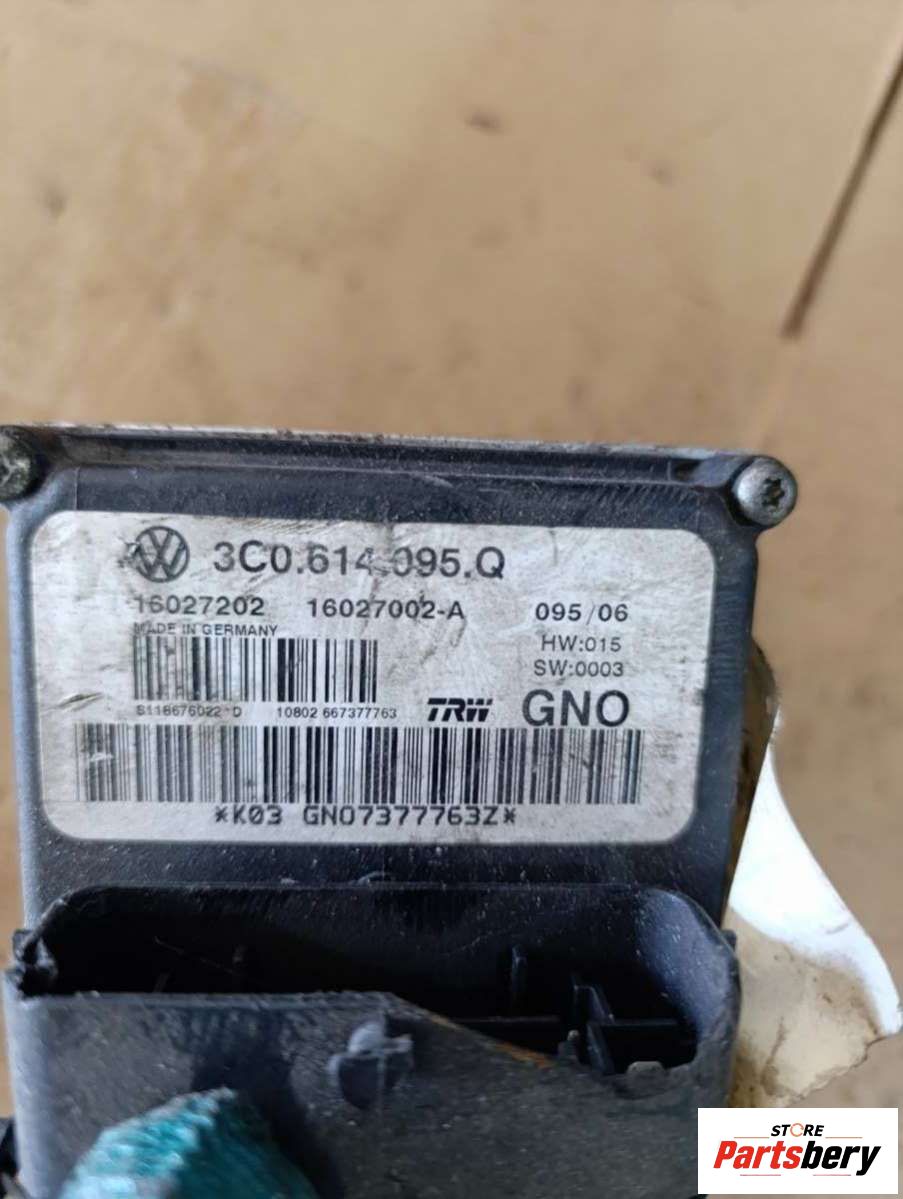 3C0.614.095.Q
16027202 16027002-A 095/06
MADE IN GERMANY
HW:015
SW:0003
S118676022 D 10802 667377763 TRW GNO
*K03 GNO7377763Z*
STORE
Partsbery